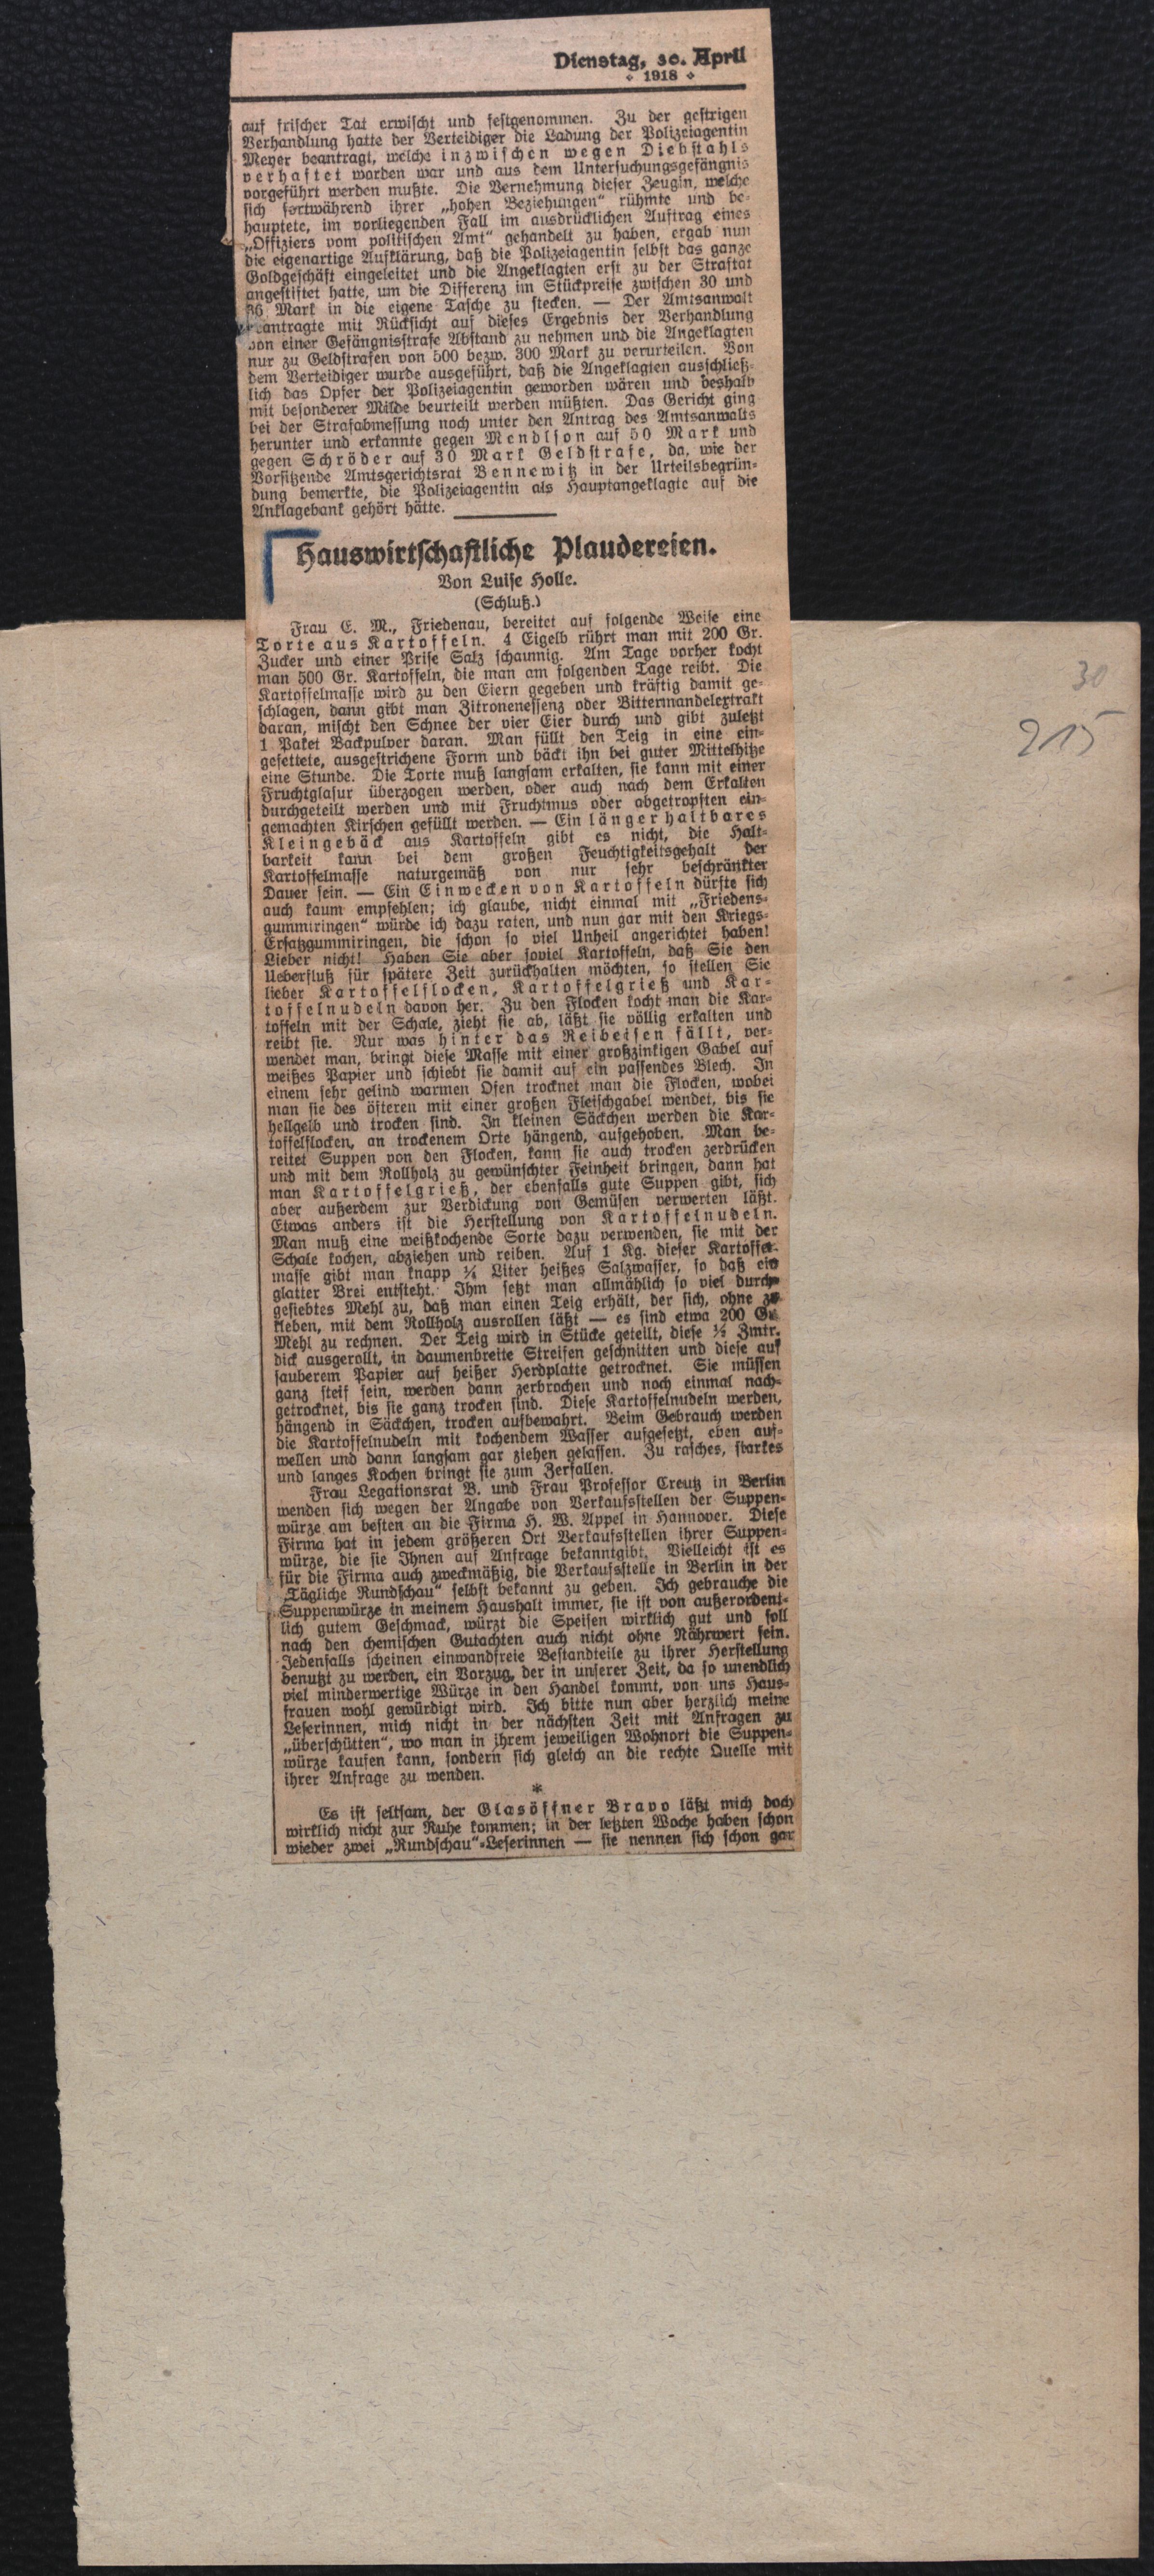 Dienstag, 30. April
1918
auf frischer Tat erwischt und festgenommen. Zu der gestrigen
Verhandlung hatte der Verteidiger die Ladung der Polizeiagentin
Meyer beantragt, welche inzwischen wegen Diebstahls
verhaftet worden war und aus dem Untersuchungsgefängnis
vorgeführt werden mußte. Die Vernehmung dieser Zeugin, welche
sich fortwährend ihrer „hohen Beziehungen“ rühmte und be-
hauptete, im vorliegenden Fall im ausdrücklichen Auftrag eines
„Offiziers vom politischen Amt“ gehandelt zu haben, ergab nun
die eigenartige Aufklärung, daß die Polizeiagentin selbst das ganze
Goldgeschäft eingeleitet und die Angeklagten erst zu der Straftat
angestiftet hatte, um die Differenz im Stückpreise zwischen 30 und
36 Mark in die eigene Tasche zu stecken. — Der Amtsanwalt
beantragte mit Rücksicht auf dieses Ergebnis der Verhandlung
von einer Gefängnisstrafe Abstand zu nehmen und die Angeklagten
nur zu Geldstrafen von 500 bezw. 300 Mark zu verurteilen. Von
dem Verteidiger wurde ausgeführt, daß die Angeklagten ausschließ-
lich das Opfer der Polizeiagentin geworden wären und deshalb
mit besonderer Milde beurteilt werden müßten. Das Gericht ging
bei der Strafabmessung noch unter den Antrag des Amtsanwalts
herunter und erkannte gegen Mendlson auf 50 Mark und
gegen Schröder auf 30 Mark Geldstrafe, da, wie der
Vorsitzende Amtsgerichtsrat Bennewitz in der Urteilsbegrün-
dung bemerkte, die Polizeiagentin als Hauptangeklagte auf die
Anklagebank gehört hätte.
Hauswirtschaftliche Plaudereien.
Von Luise Holle.
(Schluß.)
Frau E. M., Friedenau, bereitet auf folgende Weise eine
Torte aus Kartoffeln. 4 Eigelb rührt man mit 200 Gr.
Zucker und einer Prise Salz schaumig. Am Tage vorher kocht
man 500 Gr. Kartoffeln, die man am folgenden Tage reibt. Die
Kartoffelmasse wird zu den Eiern gegeben und kräftig damit ge-
schlagen, dann gibt man Zitronenessenz oder Bittermandelextrakt
daran, mischt den Schnee der vier Eier durch und gibt zuletzt
1 Paket Backpulver daran. Man füllt den Teig in eine ein-
gefettete, ausgestrichene Form und bäckt ihn bei guter Mittelhitze
eine Stunde. Die Torte muß langsam erkalten, sie kann mit einer
Fruchtglasur überzogen werden, oder auch nach dem Erkalten
durchgeteilt werden und mit Fruchtmus oder abgetropften ein-
gemachten Kirschen gefüllt werden. — Ein länger haltbares
Kleingebäck aus Kartoffeln gibt es nicht, die Halt-
barkeit kann bei dem großen Feuchtigkeitsgehalt der
Kartoffelmasse naturgemäß von nur sehr beschränkter
Dauer sein. — Ein Einwecken von Kartoffeln dürfte sich
auch kaum empfehlen; ich glaube, nicht einmal mit „Friedens-
gummiringen“ würde ich dazu raten, und nun gar mit den Kriegs-
Ersatzgummiringen, die schon so viel Unheil angerichtet haben!
Lieber nicht! Haben Sie aber soviel Kartoffeln, daß Sie den
Ueberfluß für spätere Zeit zurückhalten möchten, so stellen Sie
lieber Kartoffelflocken, Kartoffelgrieß und Kar-
toffelnudeln davon her. Zu den Flocken kocht man die Kar-
toffeln mit der Schale, zieht sie ab, läßt sie völlig erkalten und
reibt sie. Nur was hinter das Reibeisen fällt, ver-
wendet man, bringt diese Masse mit einer großzinkigen Gabel auf
weißes Papier und schiebt sie damit auf ein passendes Blech. In
einem sehr gelind warmen Ofen trocknet man die Flocken, wobei
man sie des öfteren mit einer großen Fleischgabel wendet, bis sie
hellgelb und trocken sind. In kleinen Säckchen werden die Kar-
toffelflocken, an trockenem Orte hängend, aufgehoben. Man be-
reitet Suppen von den Flocken, kann sie auch trocken zerdrücken
und mit dem Rollholz zu gewünschter Feinheit bringen, dann hat
man Kartoffelgrieß, der ebenfalls gute Suppen gibt, sich
aber außerdem zur Verdickung von Gemüsen verwerten läßt.
Etwas anders ist die Herstellung von Kartoffelnudeln.
Man muß eine weißkochende Sorte dazu verwenden, sie mit der
Schale kochen, abziehen und reiben. Auf 1 Kg. dieser Kartoffel-
masse gibt man knapp ¼ Liter heißes Salzwasser, so daß ein
glatter Brei entsteht. Ihm setzt man allmählich so viel durch-
gesiebtes Mehl zu, daß man einen Teig erhält, der sich, ohne zu
kleben, mit dem Rollholz ausrollen läßt — es sind etwa 200 Gr.
Mehl zu rechnen. Der Teig wird in Stücke geteilt, diese ½ Zmtr.
dick ausgerollt, in daumenbreite Streifen geschnitten und diese auf
sauberem Papier auf heißer Herdplatte getrocknet. Sie müssen
ganz steif sein, werden dann zerbrochen und noch einmal nach-
getrocknet, bis sie ganz trocken sind. Diese Kartoffelnudeln werden,
hängend in Säckchen, trocken aufbewahrt. Beim Gebrauch werden
die Kartoffelnudeln mit kochendem Wasser aufgesetzt, eben auf-
wellen und dann langsam gar ziehen gelassen. Zu rasches, starkes
und langes Kochen bringt sie zum Zerfallen.
Frau Legationsrat B. und Frau Professor Creutz in Berlin
wenden sich wegen der Angabe von Verkaufsstellen der Suppen-
würze am besten an die Firma H. W. Appel in Hannover. Diese
Firma hat in jedem größeren Ort Verkaufsstellen ihrer Suppen-
würze, die sie Ihnen auf Anfrage bekanntgibt. Vielleicht ist es
für die Firma auch zweckmäßig, die Verkaufsstelle in Berlin in der
„Tägliche Rundschau“ selbst bekannt zu geben. Ich gebrauche die
Suppenwürze in meinem Haushalt immer, sie ist von außerordent-
lich gutem Geschmack, würzt die Speisen wirklich gut und soll
nach den chemischen Gutachten auch nicht ohne Nährwert sein.
Jedenfalls scheinen einwandfreie Bestandteile zu ihrer Herstellung
benutzt zu werden, ein Vorzug, der in unserer Zeit, da so unendlich
viel minderwertige Würze in den Handel kommt, von uns Haus-
frauen wohl gewürdigt wird. Ich bitte nun aber herzlich meine
Leserinnen, mich nicht in der nächsten Zeit mit Anfragen zu
„überschütten“, wo man in ihrem jeweiligen Wohnort die Suppen-
würze kaufen kann, sondern sich gleich an die rechte Quelle mit
ihrer Anfrage zu wenden.
*
Es ist seltsam, der Glasöffner Bravo läßt mich doch
wirklich nicht zur Ruhe kommen; in der letzten Woche haben schon
wieder zwei „Rundschau“-Leserinnen — sie nennen sich schon gar
30
215